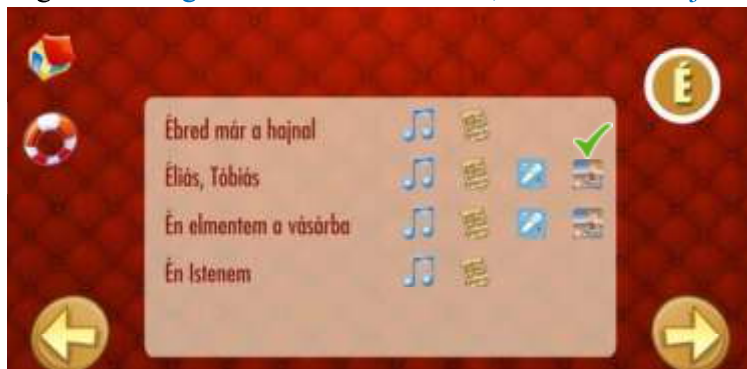 É
Ébred már a hajnal
Éliás, Tóbiás
Én elmentem a vásárba
Én Istenem